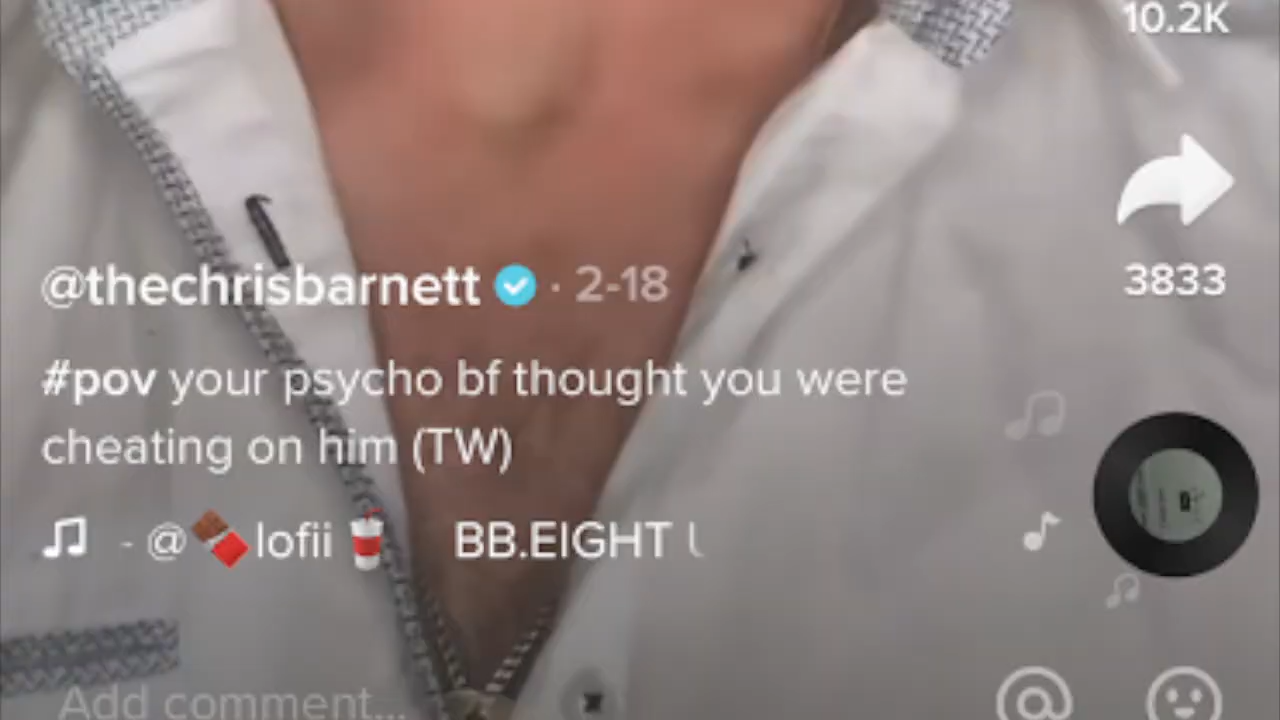 10.2K
3833
@thechrisbarnett · 2-18
#pov your psycho bf thought you were
cheating on him (TW)
- @🍫lofii🥤 BB.EIGHT
Add comment...